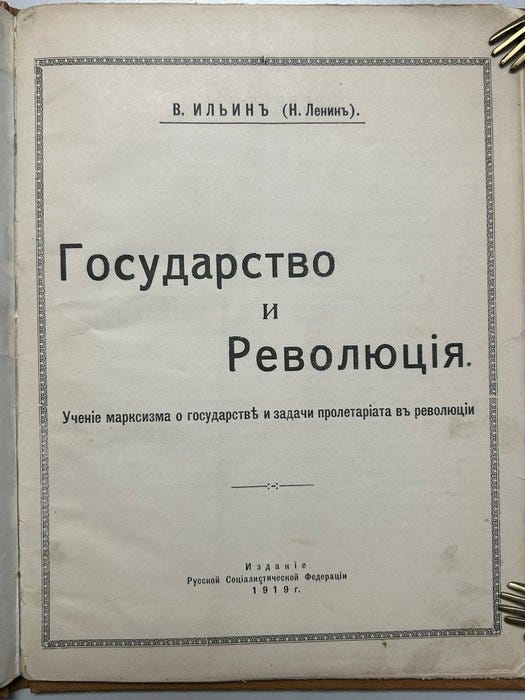 В. ИЛЬИНЪ (Н. Ленинъ).
Государство
и
Революція.
Ученіе марксизма о государствѣ и задачи пролетаріата въ революціи
Изданіе
Русской Соціалистической Федераціи
1919 г.